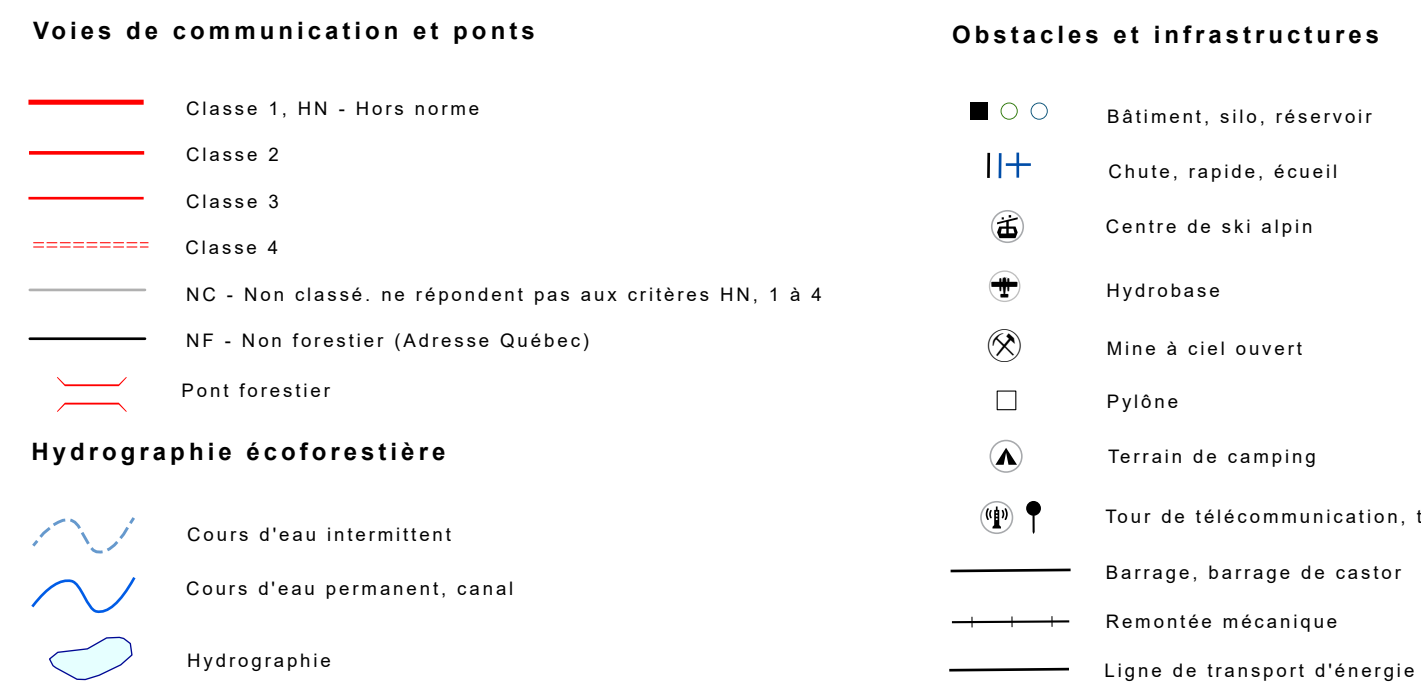 Voies de communication et ponts
Classe 1, HN - Hors norme
Classe 2
Classe 3
Classe 4
NC - Non classé. ne répondent pas aux critères HN, 1 à 4
NF - Non forestier (Adresse Québec)
Pont forestier
Hydrographie écoforestière
Cours d'eau intermittent
Cours d'eau permanent, canal
Hydrographie
Obstacles et infrastructures
Bâtiment, silo, réservoir
Chute, rapide, écueil
Centre de ski alpin
Hydrobase
Mine à ciel ouvert
Pylône
Terrain de camping
Tour de télécommunication,
Barrage, barrage de castor
Remontée mécanique
Ligne de transport d'énergie